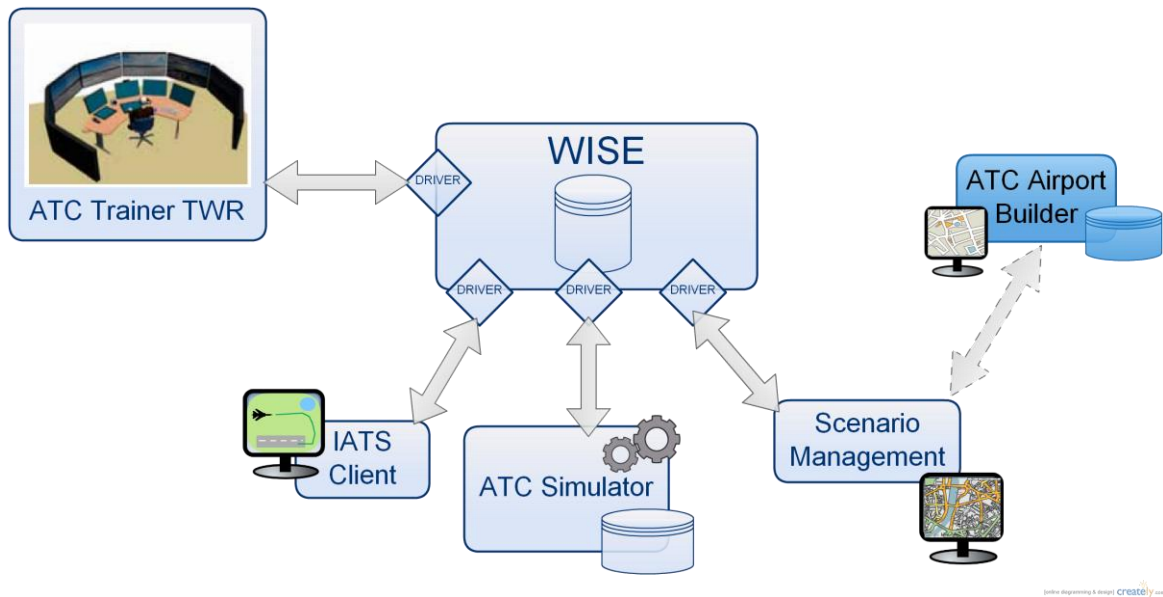 ATC Trainer TWR
WISE
DRIVER
DRIVER
DRIVER
DRIVER
ATC Airport
Builder
IATS
Client
ATC Simulator
Scenario
Management
[online diagramming & design] creately